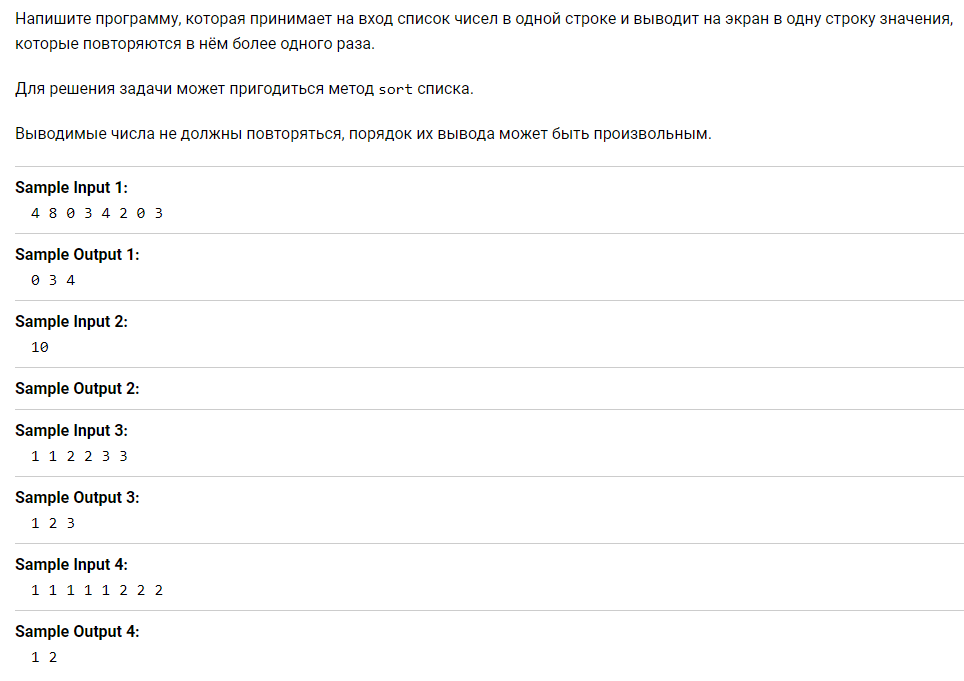 Напишите программу, которая принимает на вход список чисел в одной строке и выводит на экран в одну строку значения,
которые повторяются в нём более одного раза.
Для решения задачи может пригодиться метод sort списка.
Выводимые числа не должны повторяться, порядок их вывода может быть произвольным.
Sample Input 1:
4 8 0 3 4 2 0 3
Sample Output 1:
0 3 4
Sample Input 2:
10
Sample Output 2:
Sample Input 3:
1 1 2 2 3 3
Sample Output 3:
1 2 3
Sample Input 4:
1 1 1 1 1 2 2 2
Sample Output 4:
1 2